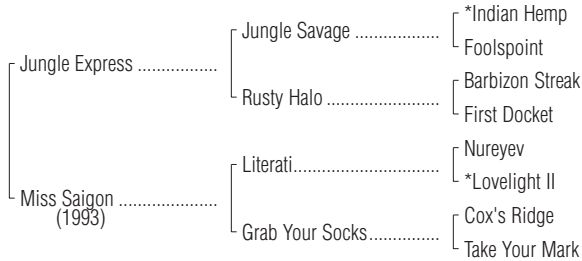 *Indian Hemp
Jungle Savage ..................
Foolspoint
Jungle Express .................
Barbizon Streak
Rusty Halo ........................
First Docket
Nureyev
Literati...............................
*Lovelight II
Miss Saigon .....................
(1993)
Cox's Ridge
Grab Your Socks...............
Take Your Mark